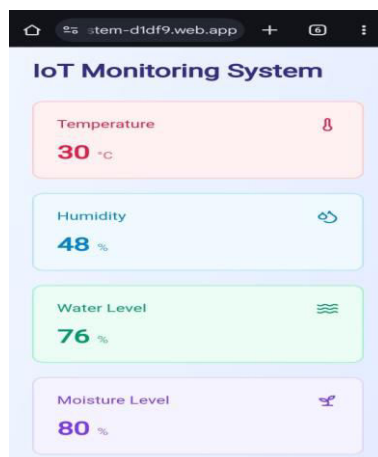 stem-d1df9.web.app
6
IoT Monitoring System
Temperature
30 °C
Humidity
48 %
Water Level
76 %
Moisture Level
80 %